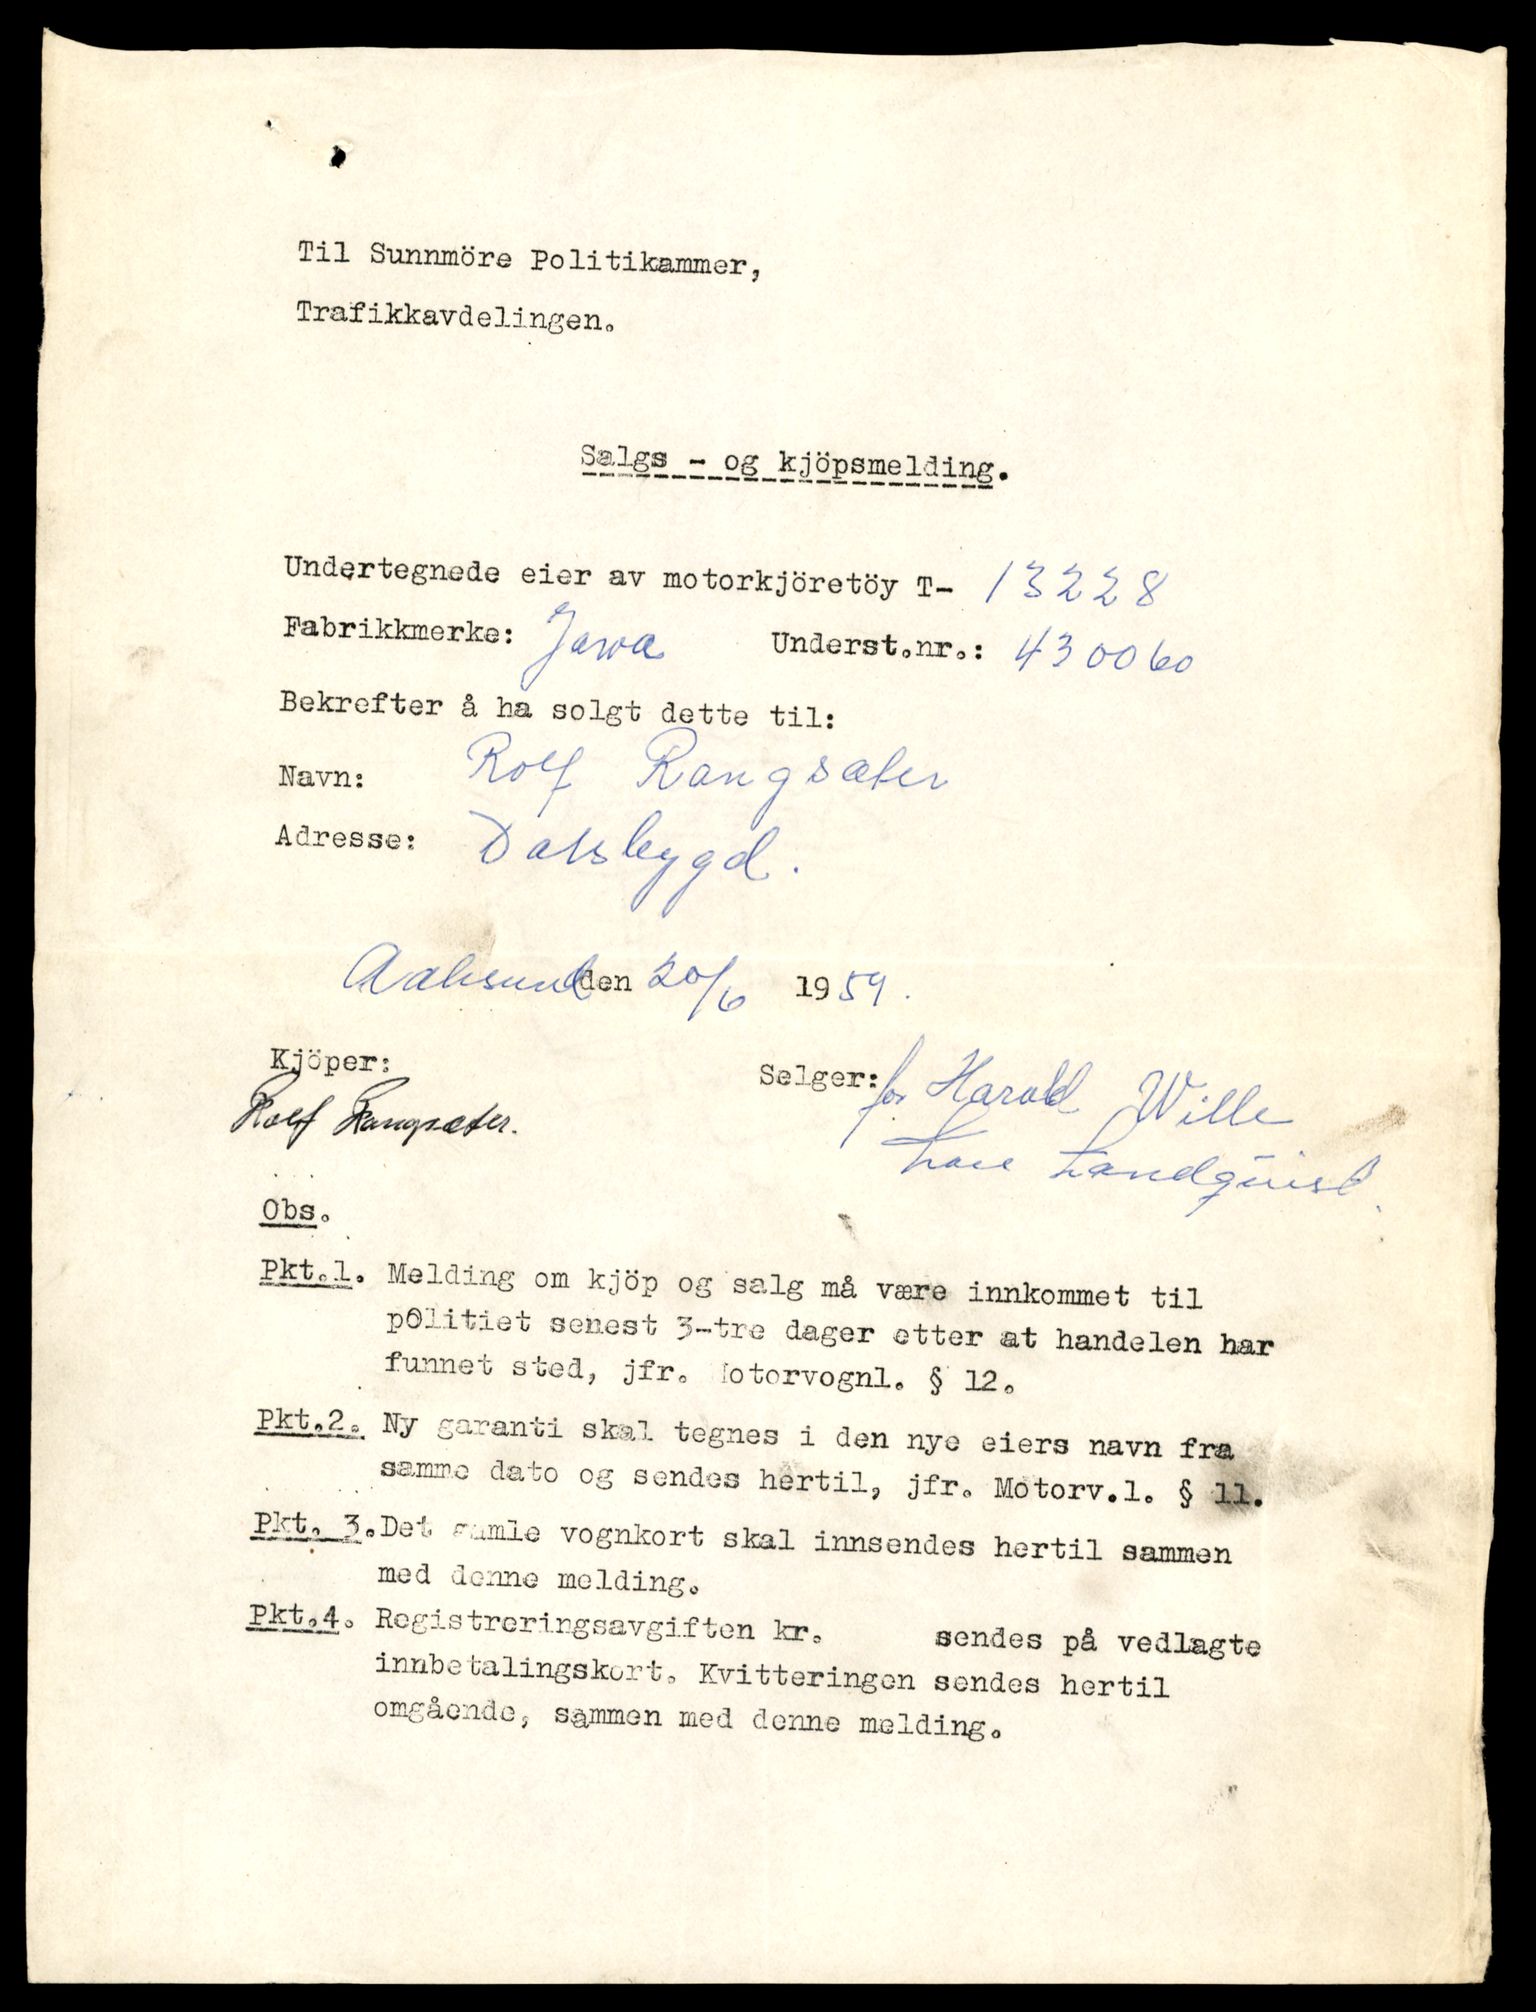 Til Sunnmöre Politikammer,
Trafikkavdelingen.
Salgs - og kjöpsmelding.
Undertegnede eier av motorkjöretöy T- 13228
Fabrikkmerke: Jawa Underst.nr.: 430060
Bekrefter å ha solgt dette til:
Navn: Rolf Rangsæter
Adresse: Dalsbygd.
Aalesund den 20/6 1959.
Kjöper: Selger: for Harald Wille
Rolf Rangsæter. Landquist.
Obs.
Pkt.1. Melding om kjöp og salg må være innkommet til
politiet senest 3-tre dager etter at handelen har
funnet sted, jfr. Motorvognl. § 12.
Pkt.2. Ny garanti skal tegnes i den nye eiers navn fra
samme dato og sendes hertil, jfr. Motorv.l. § 11.
Pkt. 3. Det gamle vognkort skal innsendes hertil sammen
med denne melding.
Pkt.4. Registreringsavgiften kr. sendes på vedlagte
innbetalingskort. Kvitteringen sendes hertil
omgående, sammen med denne melding.